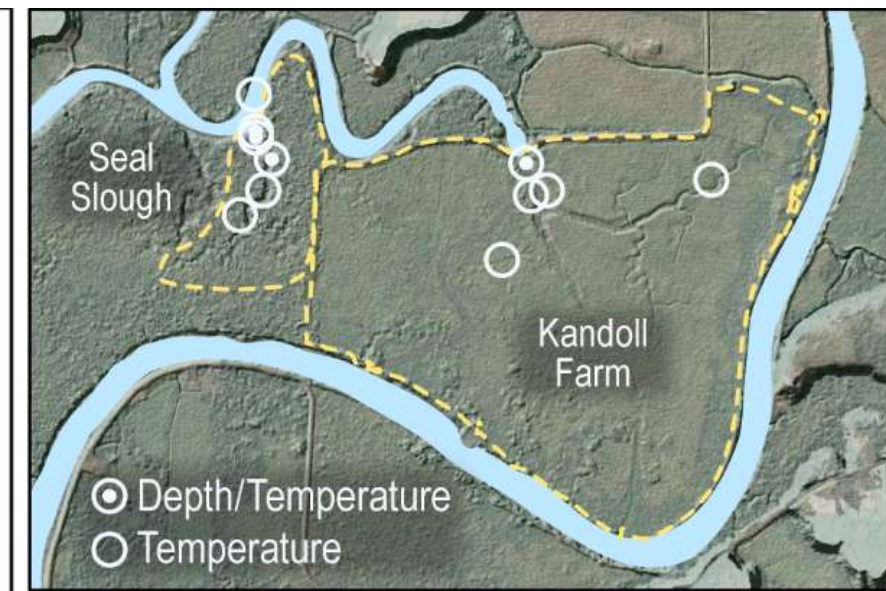 Seal
Slough
Kandoll
Farm
Depth/Temperature
Temperature